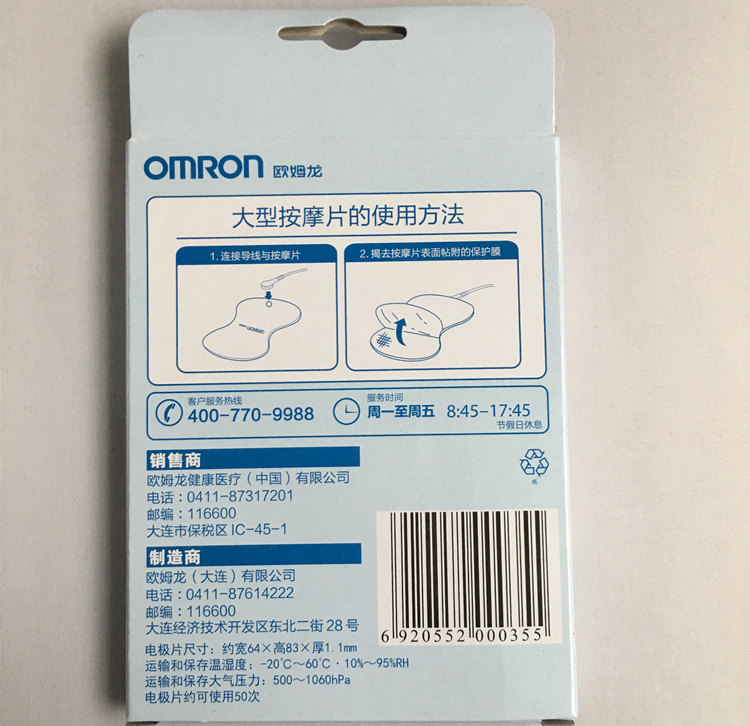 OMRON 欧姆龙
大型按摩片的使用方法
1. 连接导线与按摩片
2. 揭去按摩片表面帖附的保护膜
OMRON
客户服务热线
400-770-9988
服务时间
周一至周五 8:45-17:45
节假日休息
销售商
欧姆龙健康医疗(中国)有限公司
电话:0411-87317201
邮编:116600
大连市保税区IC-45-1
纸
制造商
欧姆龙(大连)有限公司
电话:0411-87614222
邮编:116600
大连经济技术开发区东北二街28号
6 920552 000355
电极片尺寸:约宽64×高83×厚1.1mm
运输和保存温湿度:-20℃~60℃·10%~95%RH
运输和保存大气压力:500~1060hPa
电极片约可使用50次